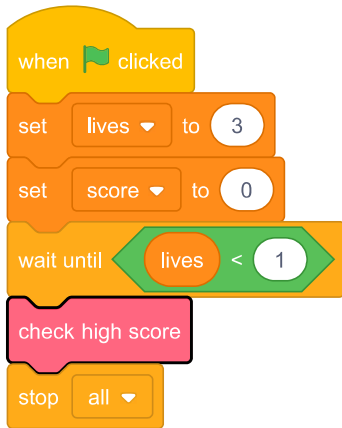 when clicked
set lives to 3
set score to 0
wait until lives < 1
check high score
stop all